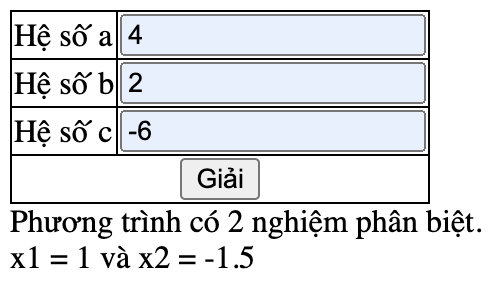 Hệ số a 4
Hệ số b 2
Hệ số c -6
Giải
Phương trình có 2 nghiệm phân biệt.
x1 = 1 và x2 = -1.5